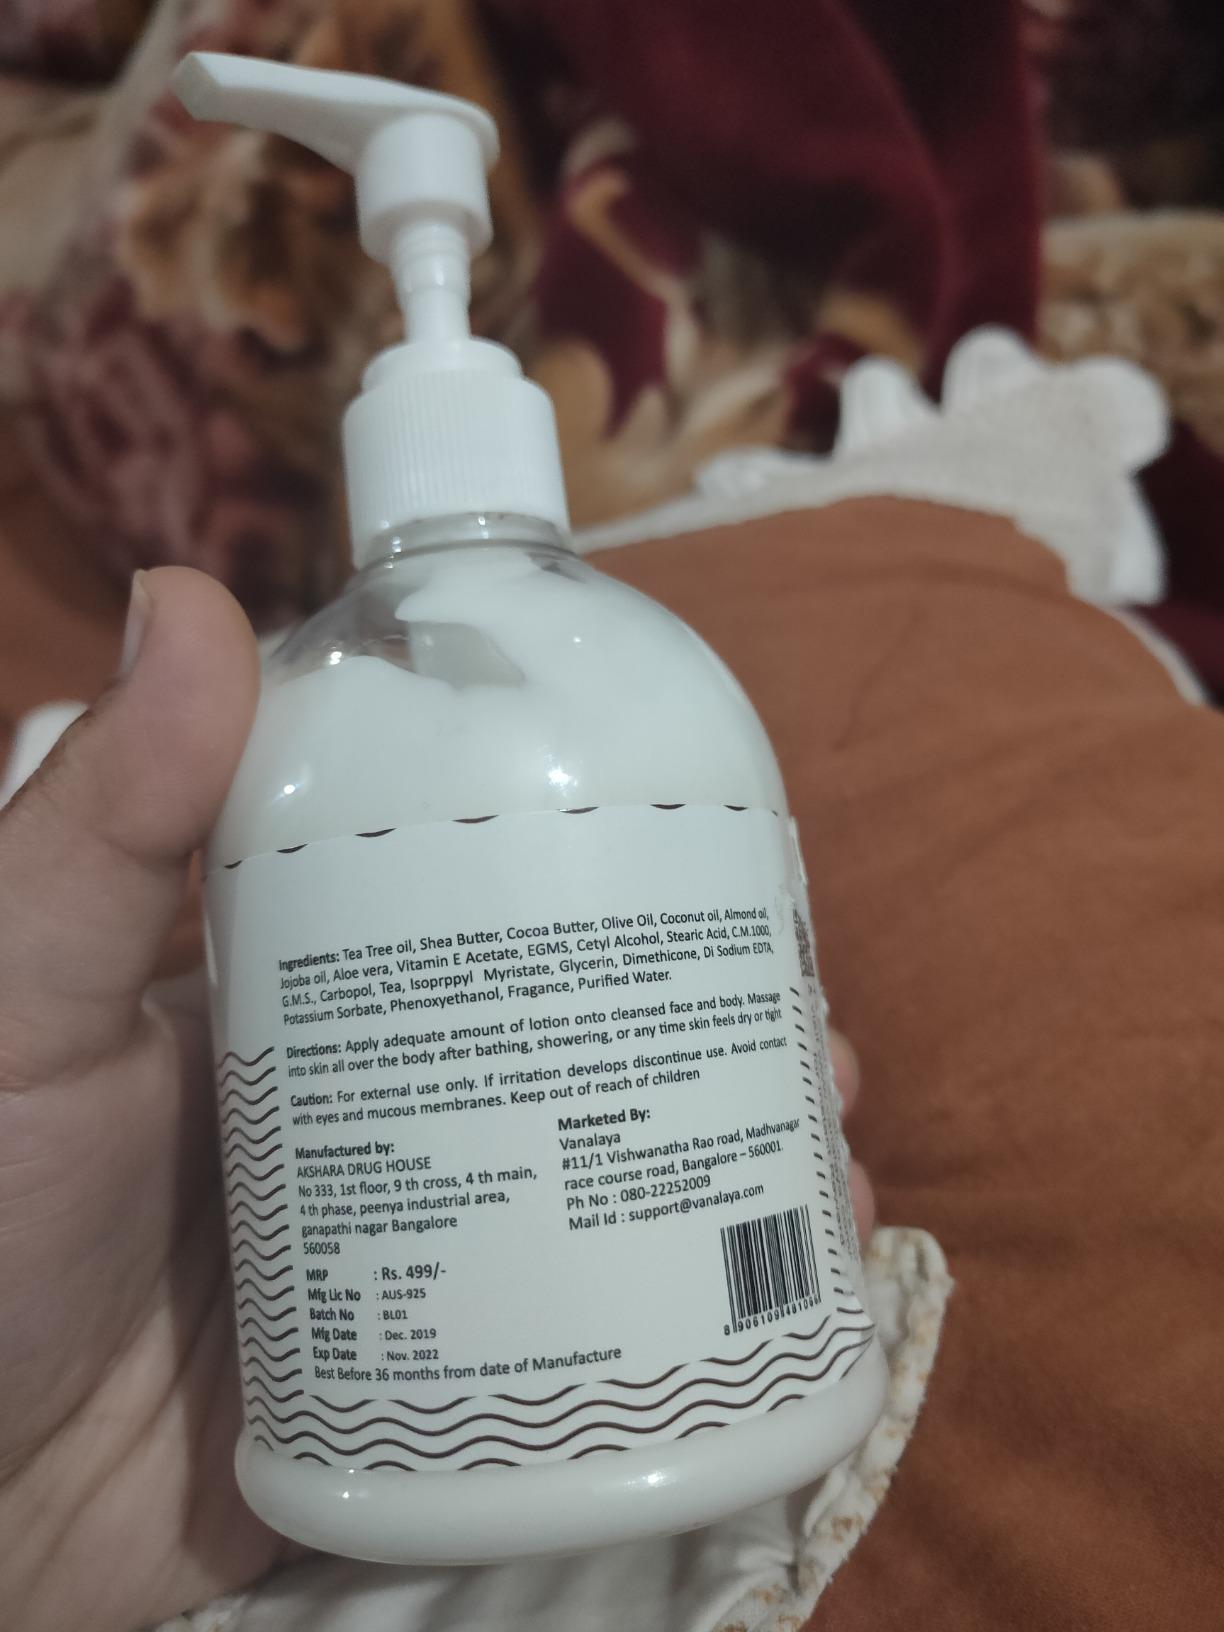 Ingredients: Tea Tree oil, Shea Butter, Cocoa Butter, Olive Oil, Coconut oil, Almond oil,
Jojoba oil, Aloe vera, Vitamin E Acetate, EGMS, Cetyl Alcohol, Stearic Acid, C.M.1000,
G.M.S., Carbopol, Tea, Isoprppyl Myristate, Glycerin, Dimethicone, Di Sodium EDTA,
Potassium Sorbate, Phenoxyethanol, Fragance, Purified Water.
Directions: Apply adequate amount of lotion onto cleansed face and body. Massage
into skin all over the body after bathing, showering, or any time skin feels dry or tight
Caution: For external use only. If irritation develops discontinue use. Avoid contact
with eyes and mucous membranes. Keep out of reach of children
Manufactured by:
AKSHARA DRUG HOUSE
No 333, 1st floor, 9 th cross, 4 th main,
4 th phase, peenya industrial area,
ganapathi nagar Bangalore
560058
Marketed By:
Vanalaya
#11/1 Vishwanatha Rao road, Madhvanagar
race course road, Bangalore – 560001.
Ph No : 080-22252009
Mail Id : support@vanalaya.com
MRP : Rs. 499/-
Mfg Lic No : AUS-925
Batch No : BL01
Mfg Date : Dec. 2019
Exp Date : Nov. 2022
Best Before 36 months from date of Manufacture